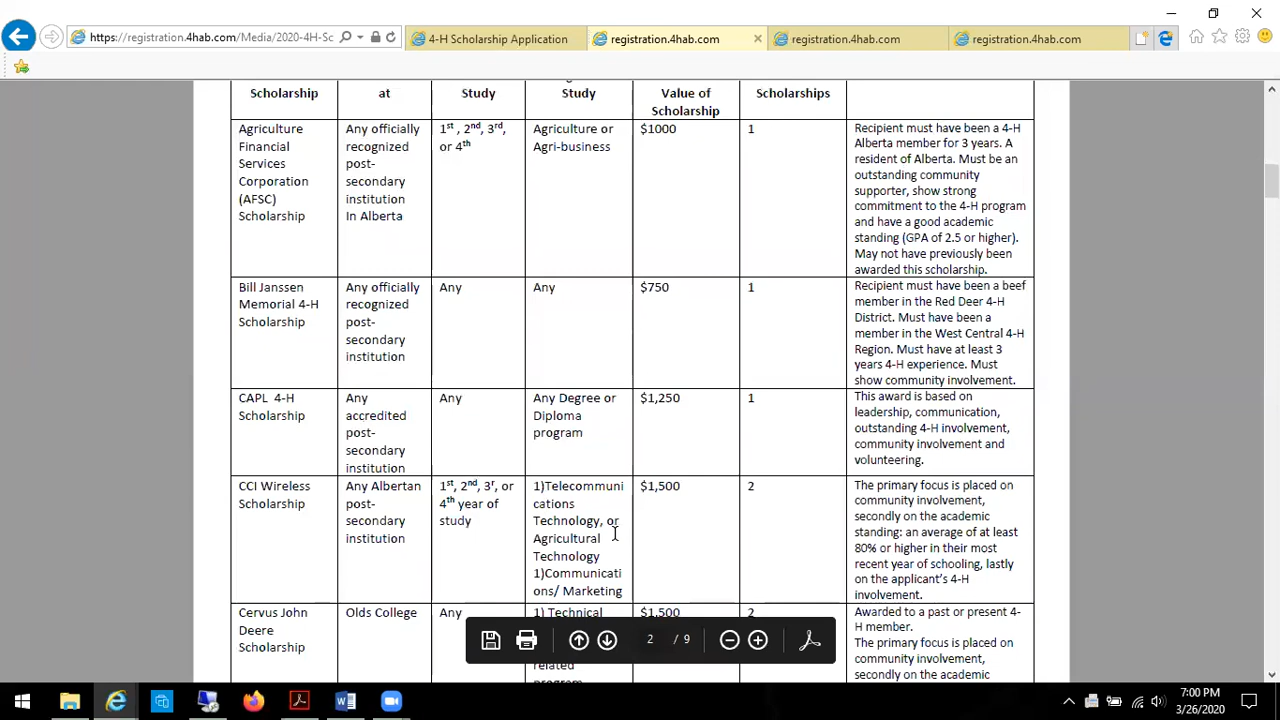 https://registration.4hab.com/Media/2020-4H-Sc
4-H Scholarship Application
registration.4hab.com
registration.4hab.com
registration.4hab.com
Scholarship
at
Study
Study
Value of
Scholarship
Scholarships
Agriculture
Financial
Services
Corporation
(AFSC)
Scholarship
Any officially
recognized
post-
secondary
institution
In Alberta
1st , 2nd, 3rd,
or 4th
Agriculture or
Agri-business
$1000
1
Recipient must have been a 4-H
Alberta member for 3 years. A
resident of Alberta. Must be an
outstanding community
supporter, show strong
commitment to the 4-H program
and have a good academic
standing (GPA of 2.5 or higher).
May not have previously been
awarded this scholarship.
Bill Janssen
Memorial 4-H
Scholarship
Any officially
recognized
post-
secondary
institution
Any
Any
$750
1
Recipient must have been a beef
member in the Red Deer 4-H
District. Must have been a
member in the West Central 4-H
Region. Must have at least 3
years 4-H experience. Must
show community involvement.
CAPL 4-H
Scholarship
Any
accredited
post-
secondary
institution
Any
Any Degree or
Diploma
program
$1,250
1
This award is based on
leadership, communication,
outstanding 4-H involvement,
community involvement and
volunteering.
CCI Wireless
Scholarship
Any Albertan
post-
secondary
institution
1st, 2nd, 3r, or
4th year of
study
1)Telecommuni
cations
Technology, or
Agricultural
Technology
1)Communicati
ons/ Marketing
$1,500
2
The primary focus is placed on
community involvement,
secondly on the academic
standing: an average of at least
80% or higher in their most
recent year of schooling, lastly
on the applicant's 4-H
involvement.
Cervus John
Deere
Scholarship
Olds College
Any
1) Technical
related
program
$1,500
2
Awarded to a past or present 4-
H member.
The primary focus is placed on
community involvement,
secondly on the academic
2 / 9
7:00 PM
3/26/2020